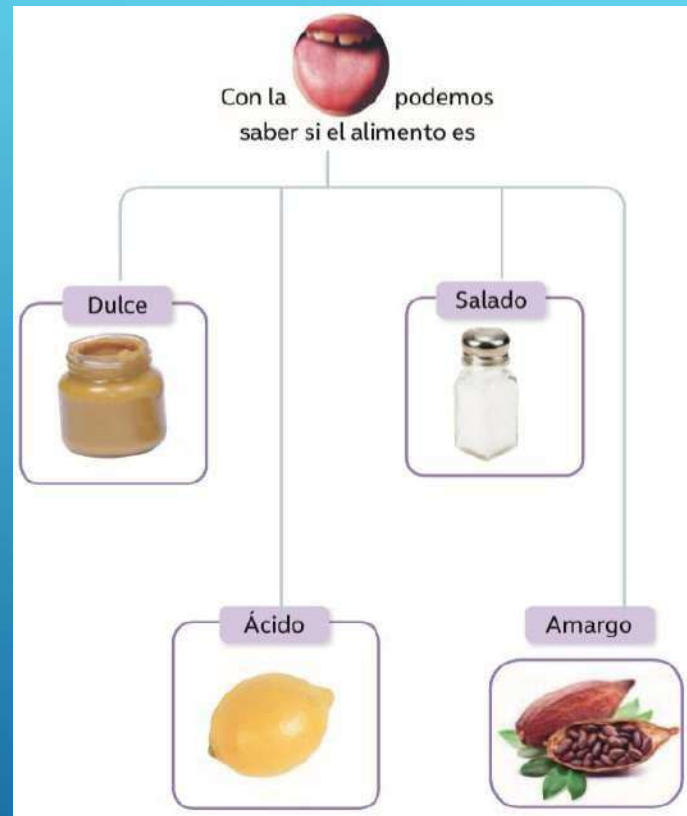 Con la podemos
saber si el alimento es
Dulce
Salado
Ácido
Amargo